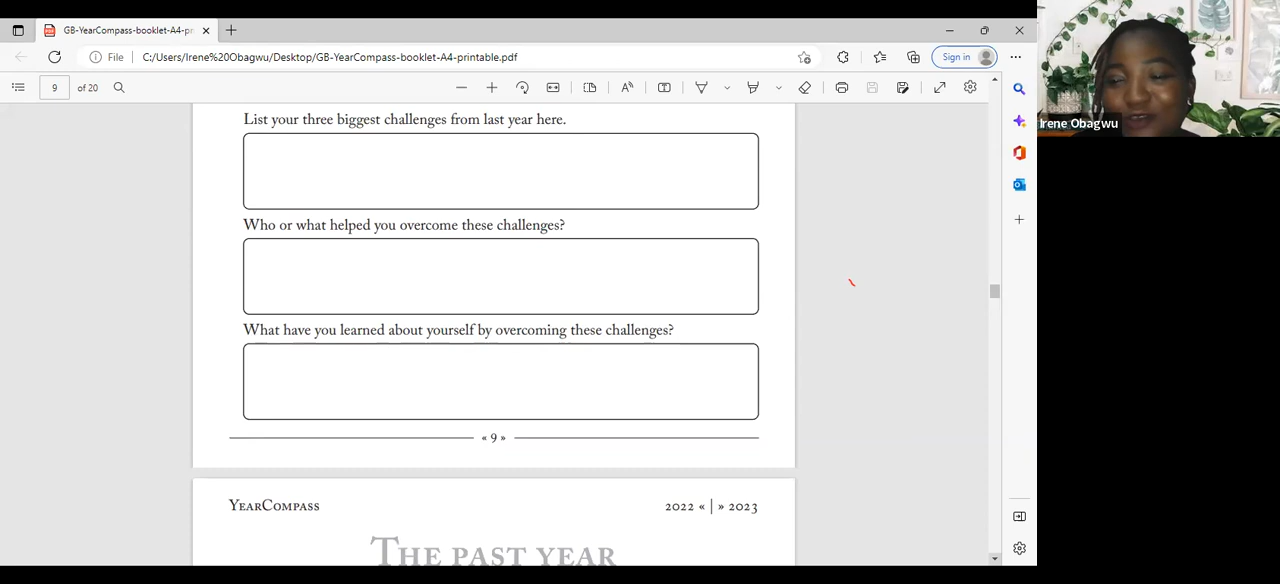 GB-YearCompass-booklet-A4-pr
File
C:/Users/Irene%20Obigwu/Desktop/GB-YearCompass-booklet-A4-printable.pdf
Sign in
9 of 20
List your three biggest challenges from last year here.
Who or what helped you overcome these challenges?
What have you learned about yourself by overcoming these challenges?
« 9 »
YearCompass
2022 « | » 2023
The past year
Irene Obagwu